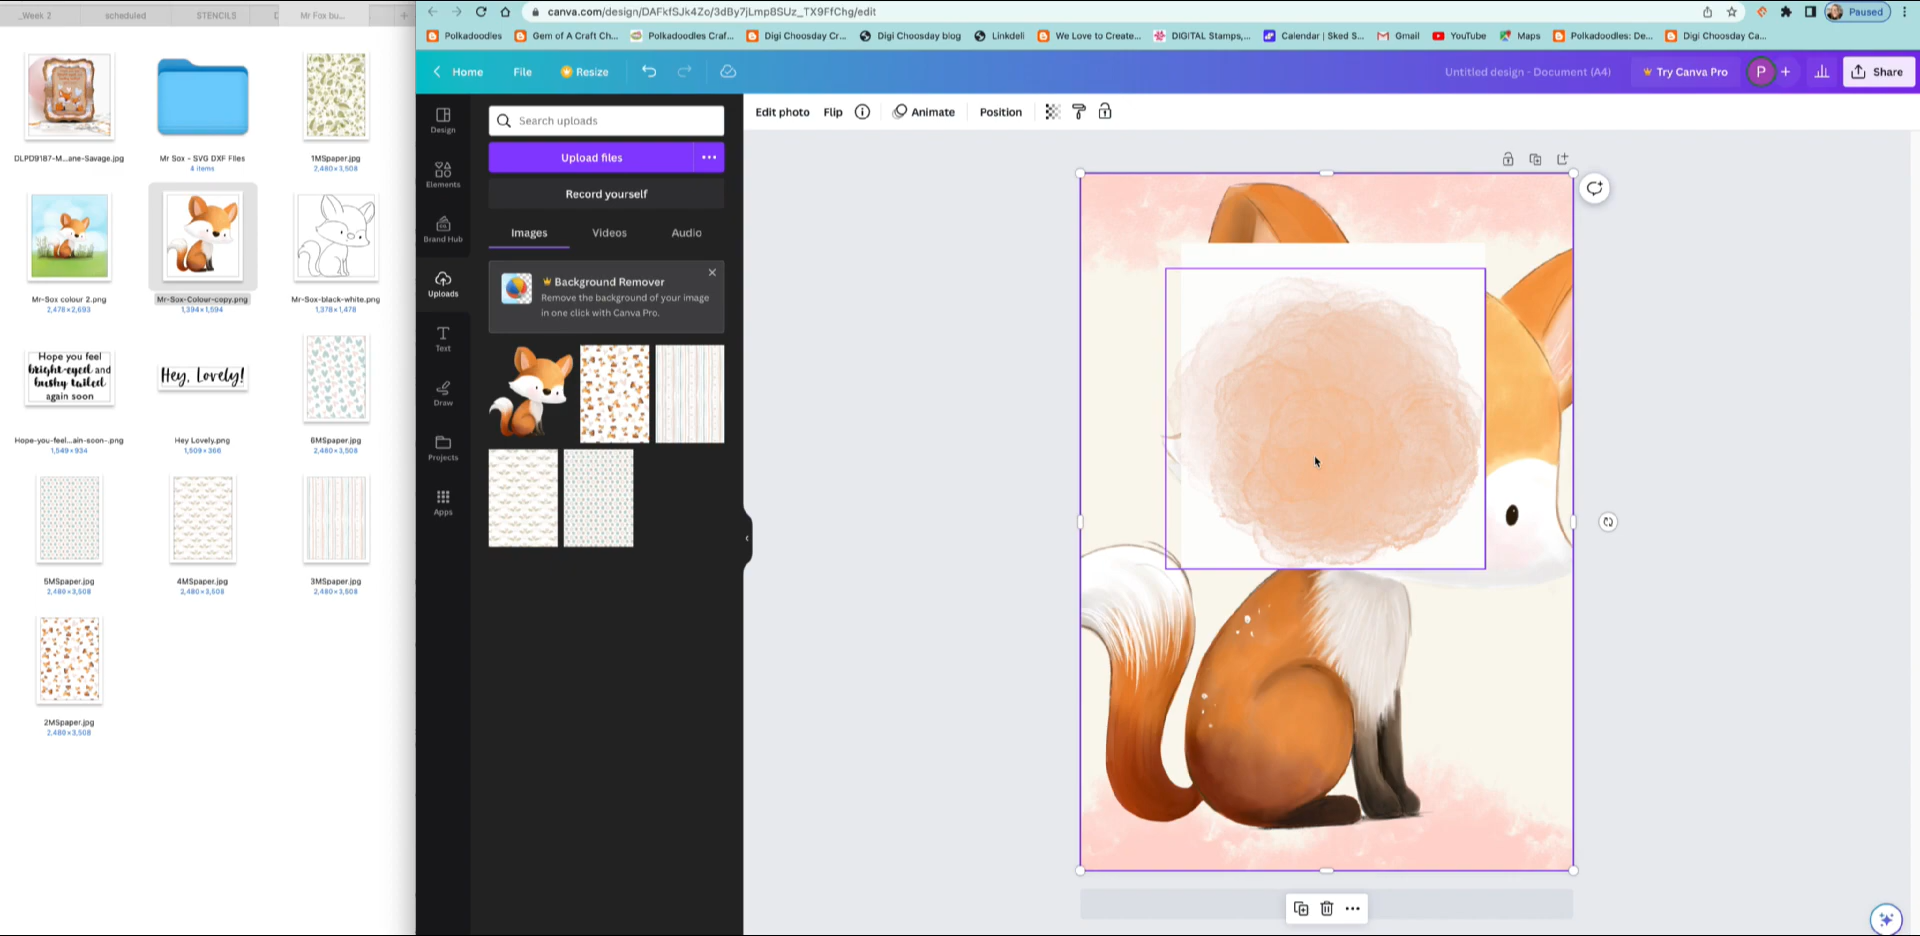 _Week 2
scheduled
STENCILS
Mr Fox bu...
canva.com/design/DAFkfSJk4Zo/3dBy7jLmp8SUz_TX9FfChg/edit
Paused
Polkadoodles
Gem of A Craft Ch...
Polkadoodles Craf...
Digi Choosday Cr...
Digi Choosday blog
Linkdeli
We Love to Create...
DIGITAL Stamps,...
Calendar | Sked S...
Gmail
YouTube
Maps
Polkadoodles: De...
Digi Choosday Ca...
Home
File
Resize
Untitled design - Document (A4)
Try Canva Pro
P
Share
Edit photo
Flip
Animate
Position
Design
Elements
Brand Hub
Uploads
Text
Draw
Projects
Apps
Search uploads
Upload files
Record yourself
Images
Videos
Audio
Background Remover
Remove the background of your image
in one click with Canva Pro.
DLPD9187-M...ane-Savage.jpg
Mr Sox - SVG DXF Files
4 items
1MSpaper.jpg
2,480×3,508
Mr-Sox colour 2.png
2,478×2,693
Mr-Sox-Colour-copy.png
1,394×1,594
Mr-Sox-black-white.png
1,378×1,478
Hope you feel
bright-eyed and
bushy tailed
again soon
Hey, Lovely!
Hope-you-feel...ain-soon-.png
1,549×934
Hey Lovely.png
1,509×366
6MSpaper.jpg
2,480×3,508
5MSpaper.jpg
2,480×3,508
4MSpaper.jpg
2,480×3,508
3MSpaper.jpg
2,480×3,508
2MSpaper.jpg
2,480×3,508